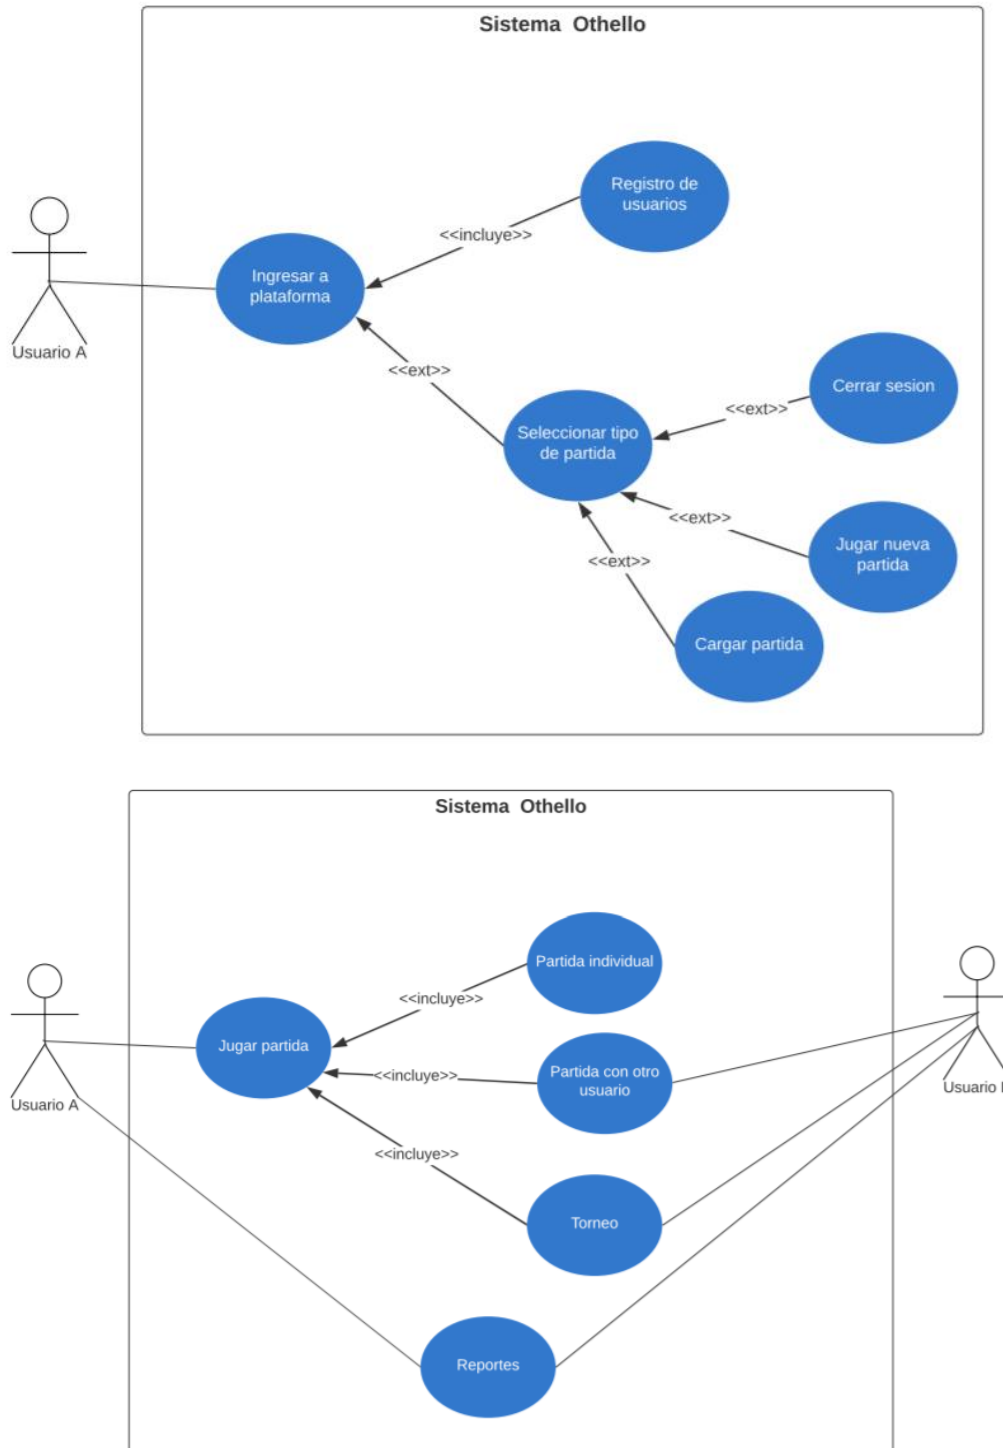 Sistema Othello
Registro de
usuarios
<<incluye>>
Ingresar a
plataforma
Usuario A
<<ext>>
Cerrar sesion
<<ext>>
Seleccionar tipo
de partida
<<ext>>
Jugar nueva
partida
<<ext>>
Cargar partida
Sistema Othello
Partida individual
<<incluye>>
Jugar partida
<<incluye>>
Partida con otro
usuario
Usuario A
Usuario
<<incluye>>
Torneo
Reportes